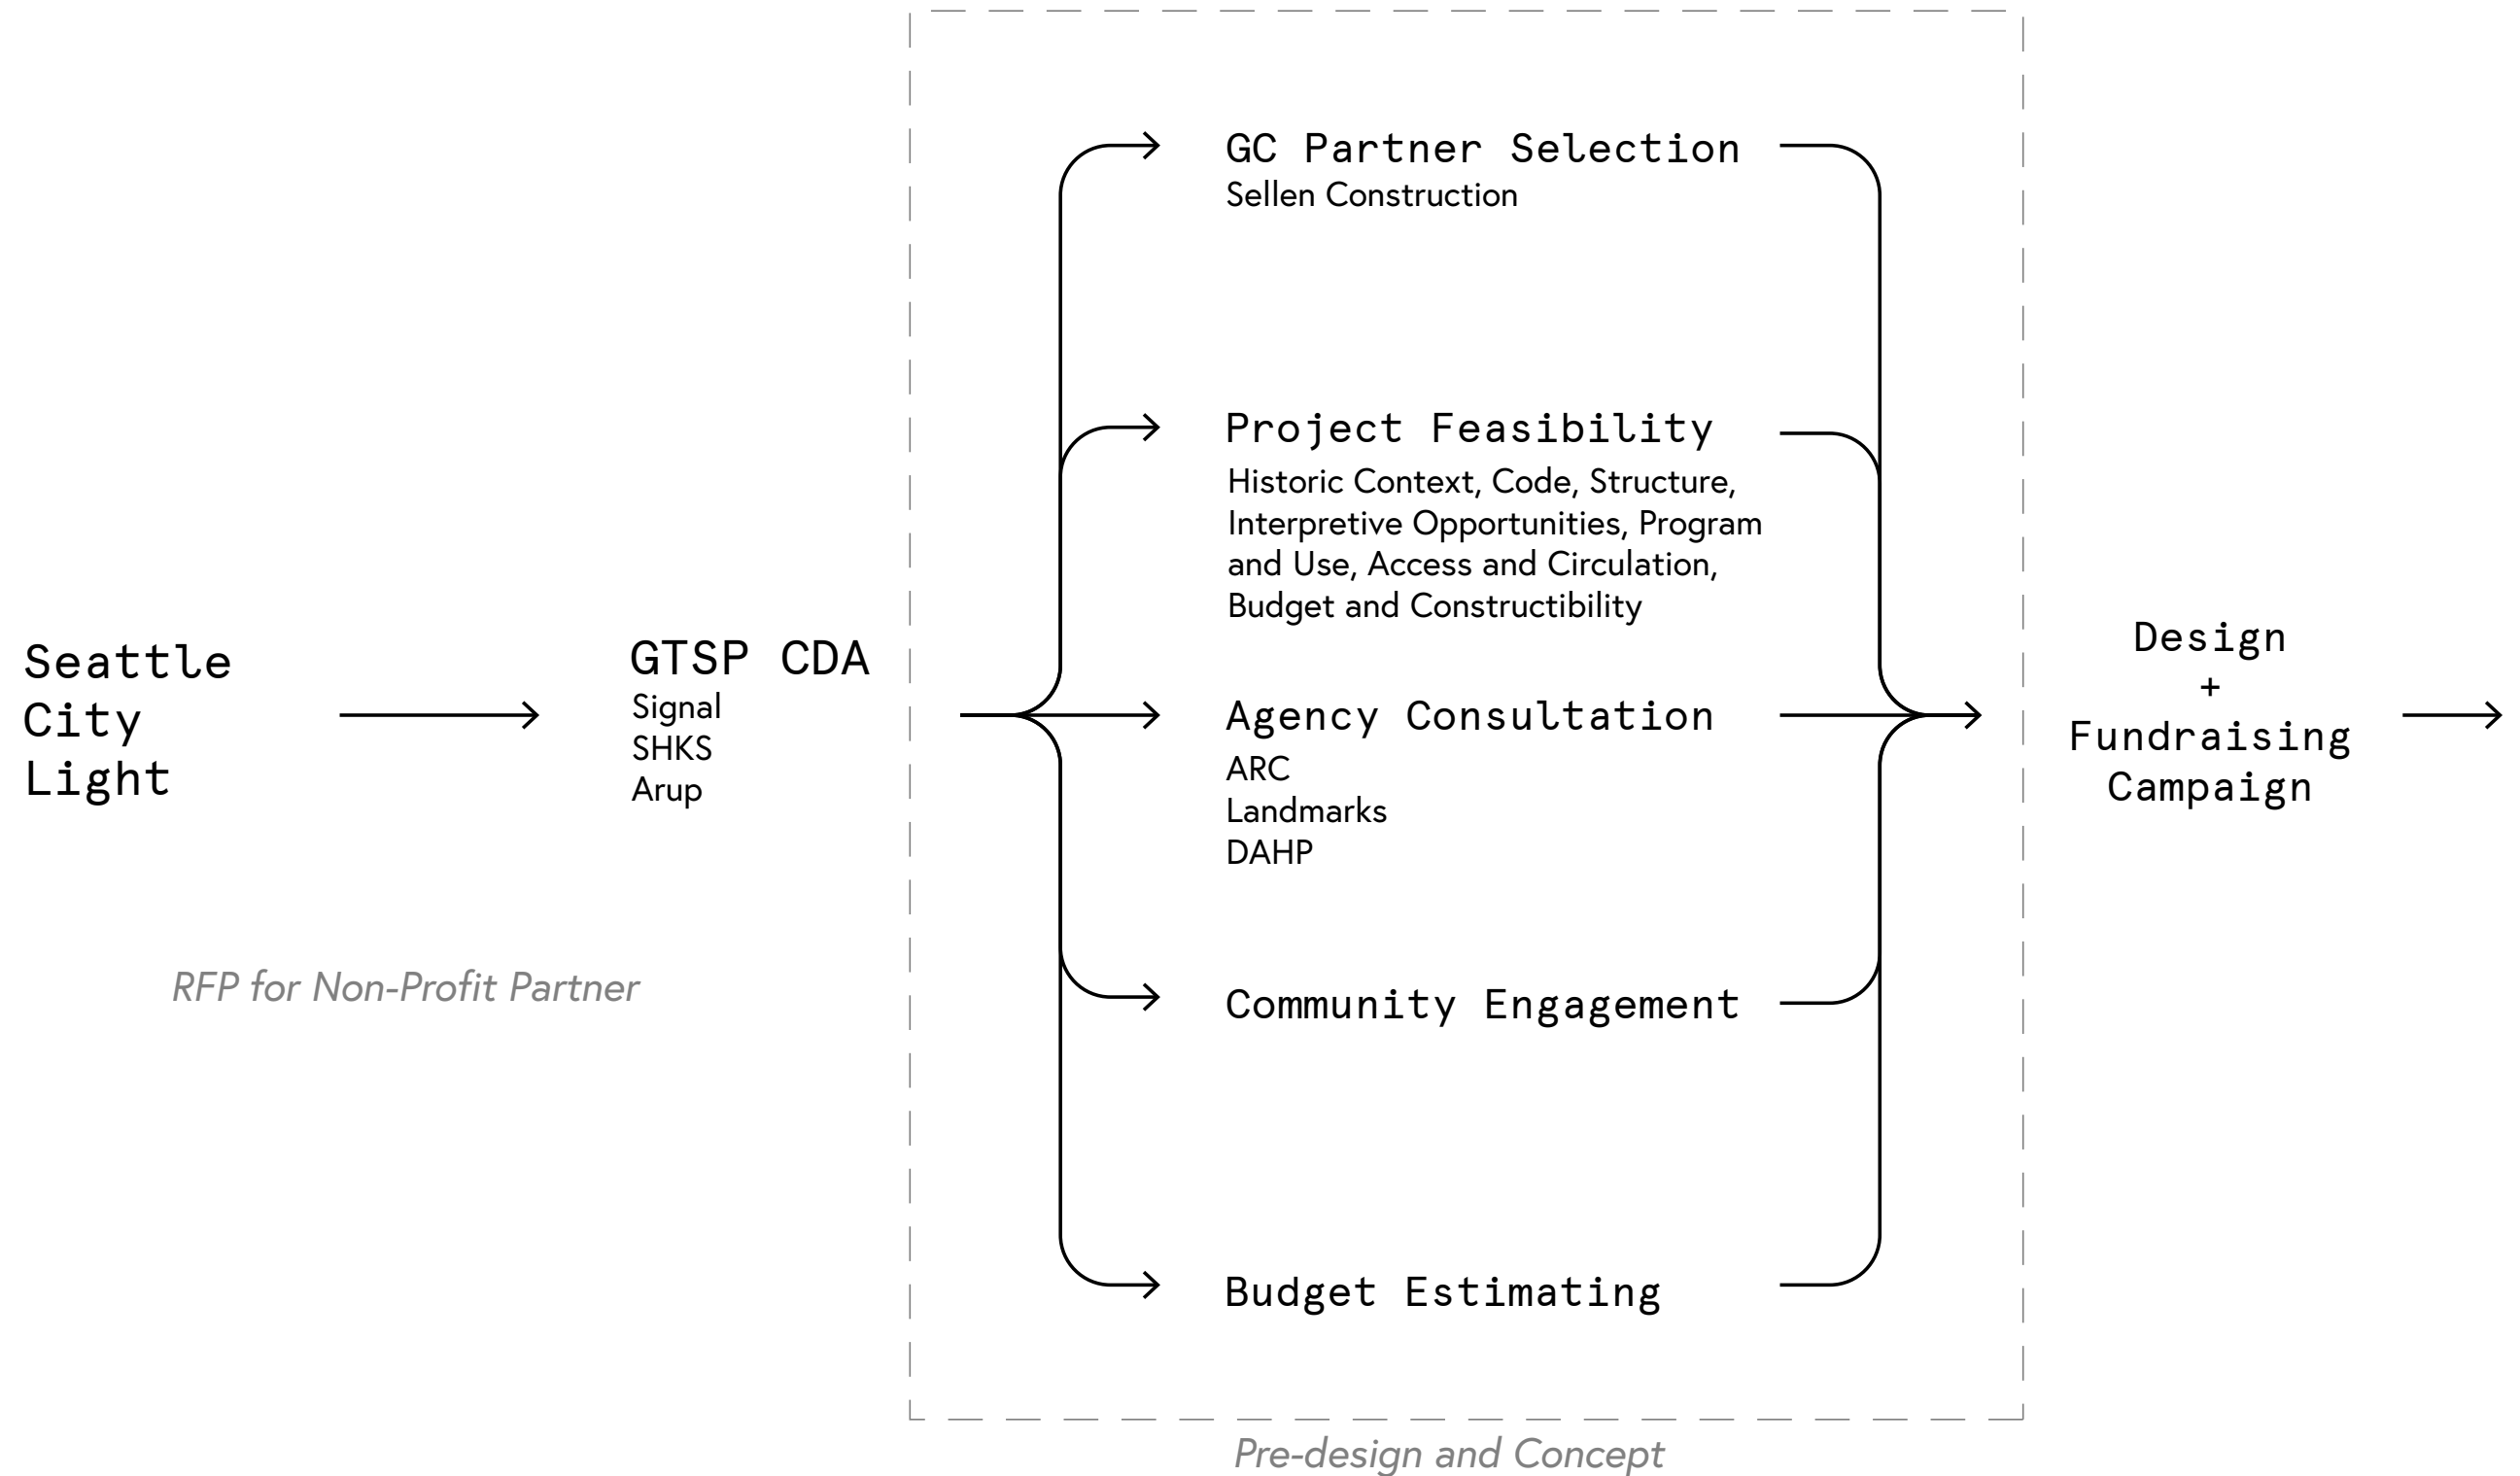 Seattle
City
Light
RFP for Non-Profit Partner
GTSP CDA
Signal
SHKS
Arup
GC Partner Selection
Sellen Construction
Project Feasibility
Historic Context, Code, Structure,
Interpretive Opportunities, Program
and Use, Access and Circulation,
Budget and Constructibility
Agency Consultation
ARC
Landmarks
DAHP
Community Engagement
Budget Estimating
Pre-design and Concept
Design
+
Fundraising
Campaign